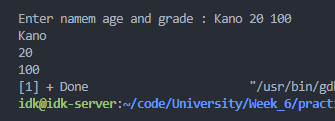 Enter namem age and grade : Kano 20 100
Kano
20
100
[1] + Done "/usr/bin/gd
idk@idk-server:~/code/University/Week_6/practi